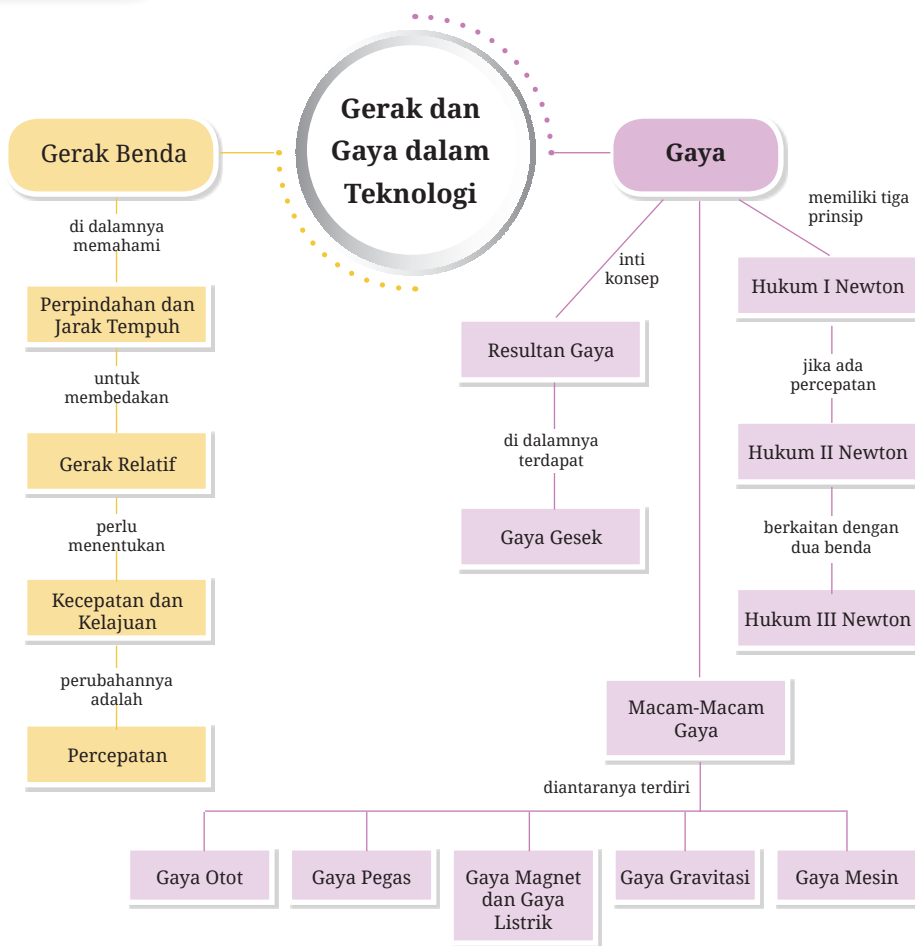 Gerak dan
Gaya dalam
Teknologi
Gerak Benda
di dalamnya
memahami
Perpindahan dan
Jarak Tempuh
untuk
membedakan
Gerak Relatif
perlu
menentukan
Kecepatan dan
Kelajuan
perubahannya
adalah
Percepatan
Gaya
inti
konsep
Resultan Gaya
di dalamnya
terdapat
Gaya Gesek
memiliki tiga
prinsip
Hukum I Newton
jika ada
percepatan
Hukum II Newton
berkaitan dengan
dua benda
Hukum III Newton
Macam-Macam
Gaya
diantaranya terdiri
Gaya Otot
Gaya Pegas
Gaya Magnet
dan Gaya
Listrik
Gaya Gravitasi
Gaya Mesin